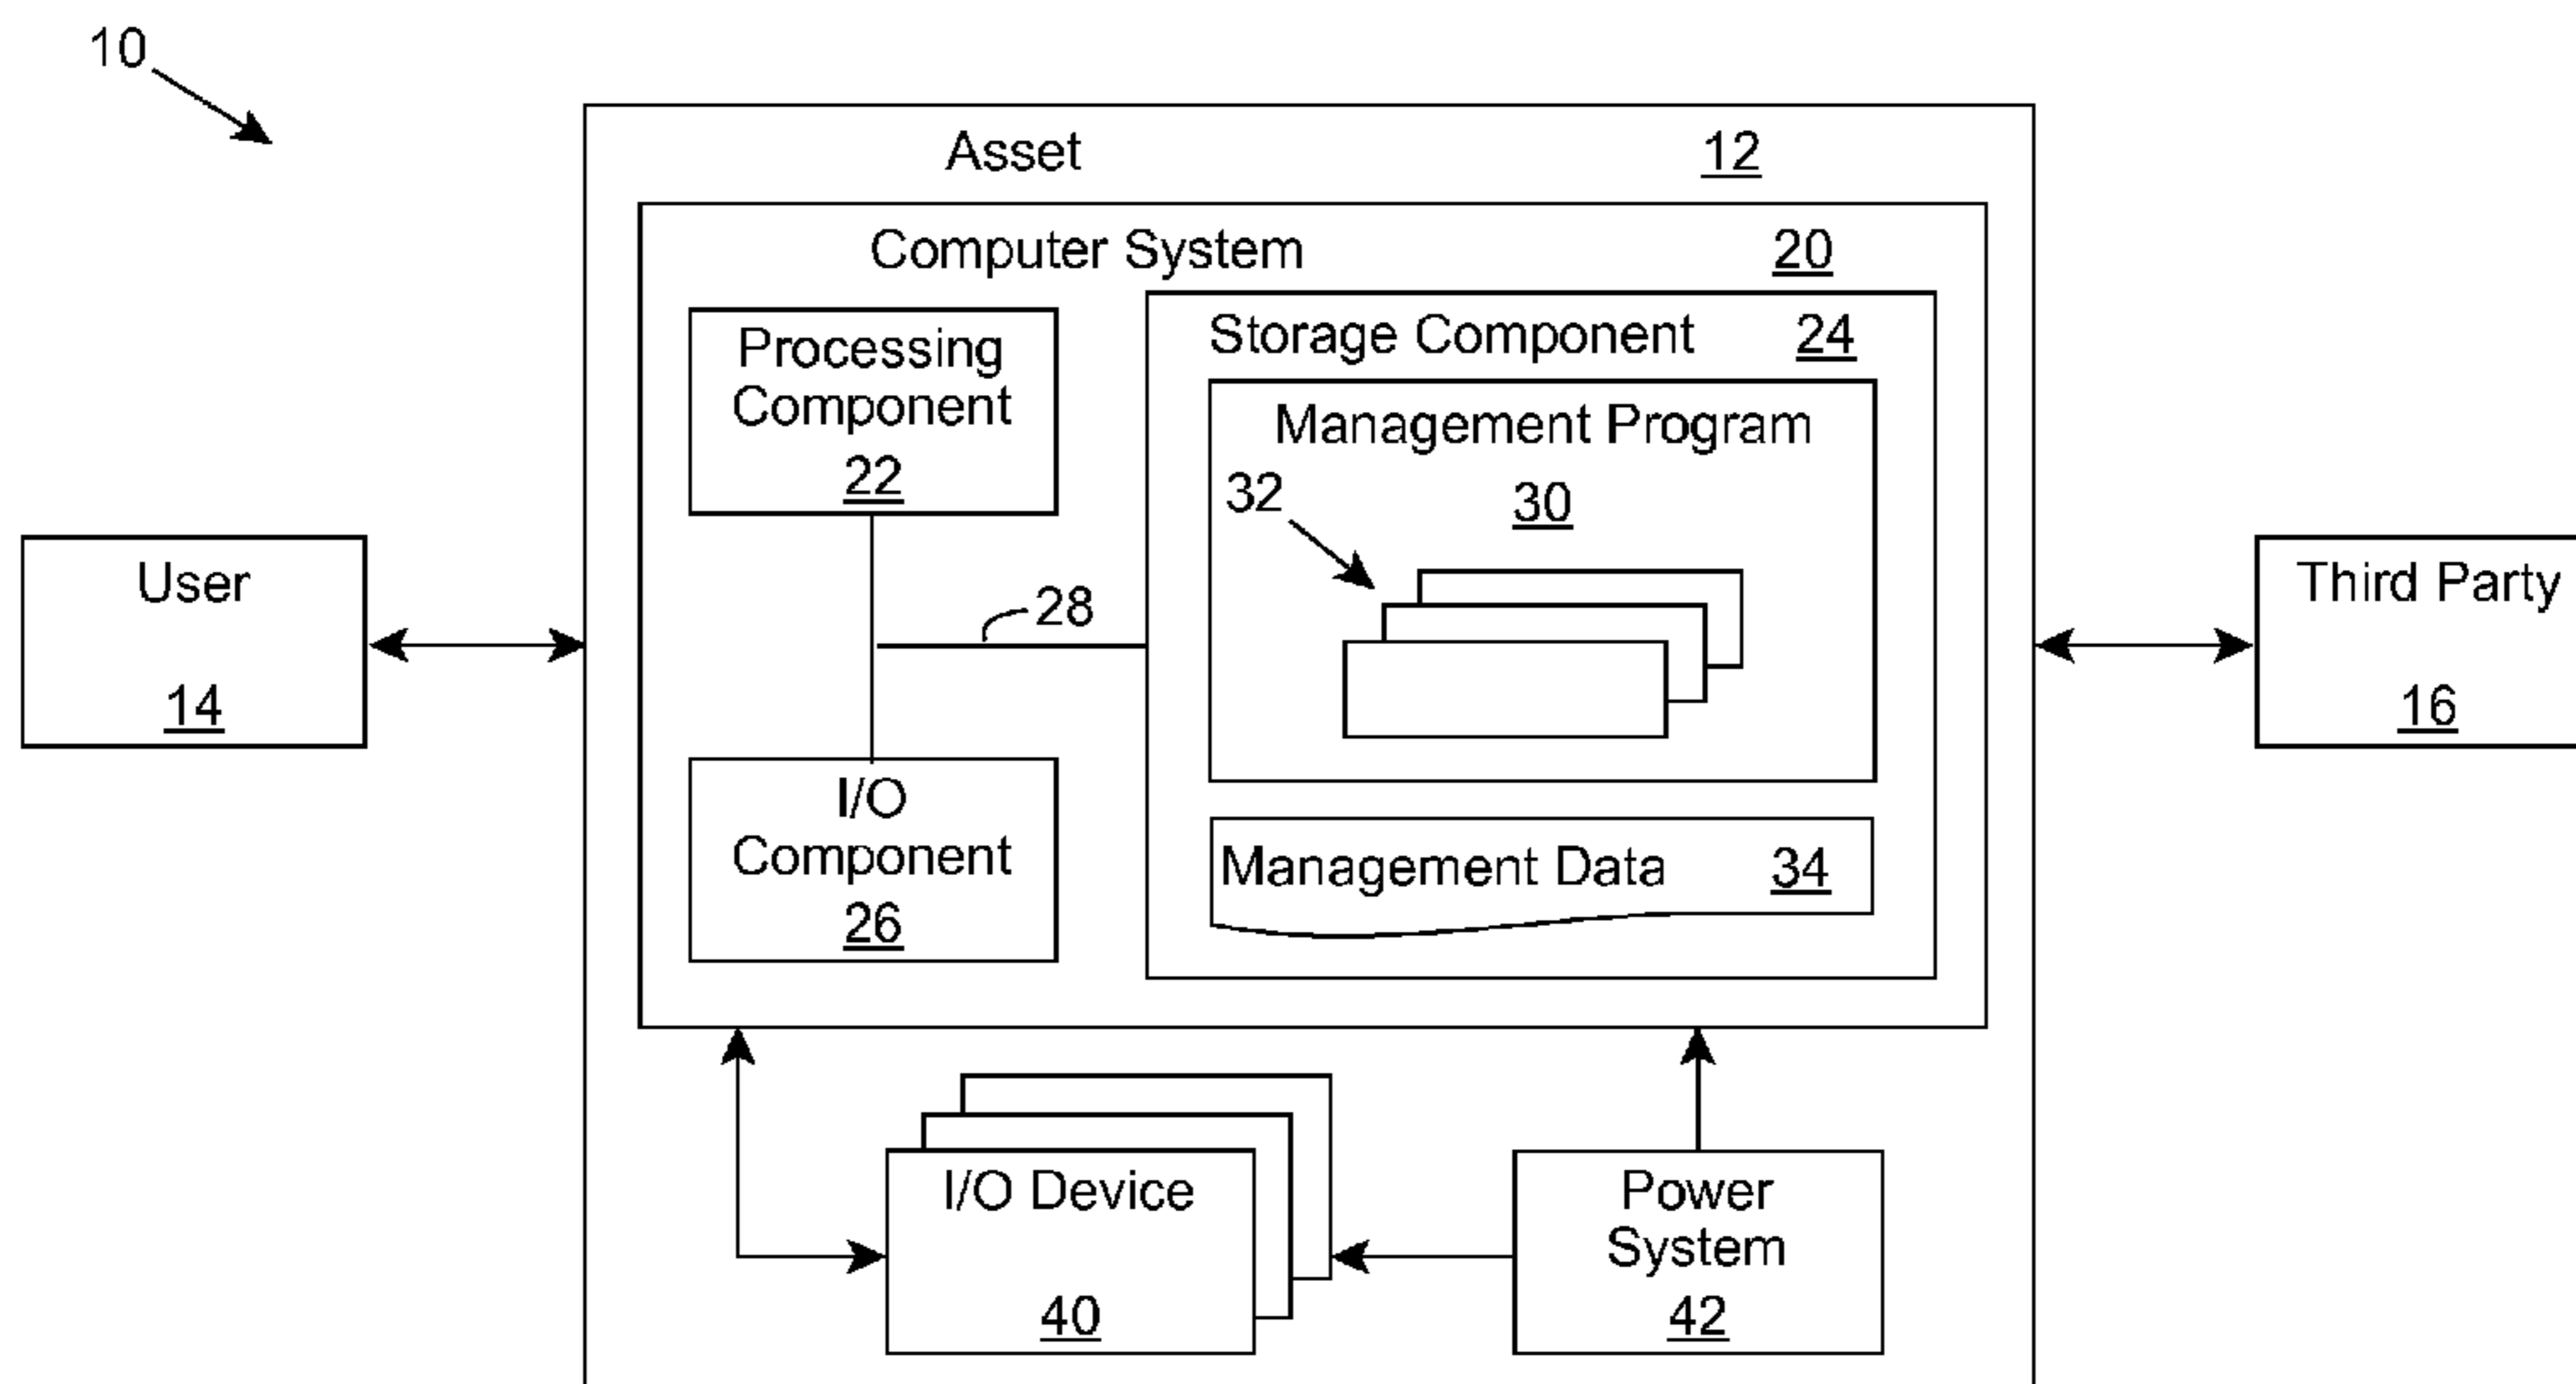 10
Asset 12
Computer System 20
Processing
Component
22
Storage Component 24
Management Program
30
32
28
I/O
Component
26
Management Data 34
User
14
Third Party
16
I/O Device
40
Power
System
42